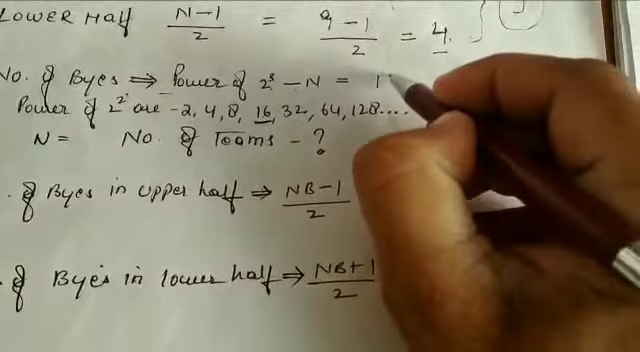 LOWER Half N-1/2 = 9-1/2 = 4
No. of Byes ⇒ Power of 2's - N = 1
Power of 2's are - 2, 4, 8, 16, 32, 64, 128....
N = No. of Teams - ?
. of Byes in upper half ⇒ NB-1/2
. of Byes in lower half ⇒ NB+1/2